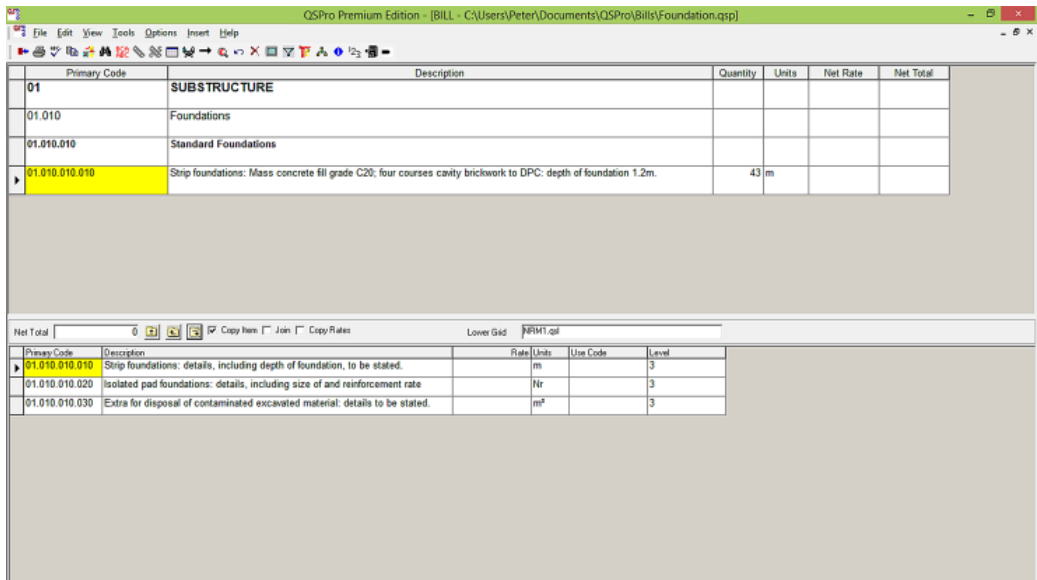 QSPro Premium Edition - [BILL - C:\Users\Peter\Documents\QSPro\Bills\Foundation.qsp]
File Edit View Tools Options Insert Help
Primary Code Description Quantity Units Net Rate Net Total
01 SUBSTRUCTURE
01.010 Foundations
01.010.010 Standard Foundations
01.010.010.010 Strip foundations: Mass concrete fill grade C20; four courses cavity brickwork to DPC: depth of foundation 1.2m. 43 m
Net Total 0 Copy Item Join Copy Rates Lower Grid NRM1.qsl
Primary Code Description Rate Units Use Code Level
01.010.010.010 Strip foundations: details, including depth of foundation, to be stated. m 3
01.010.010.020 Isolated pad foundations: details, including size of and reinforcement rate Nr 3
01.010.010.030 Extra for disposal of contaminated excavated material: details to be stated. m³ 3